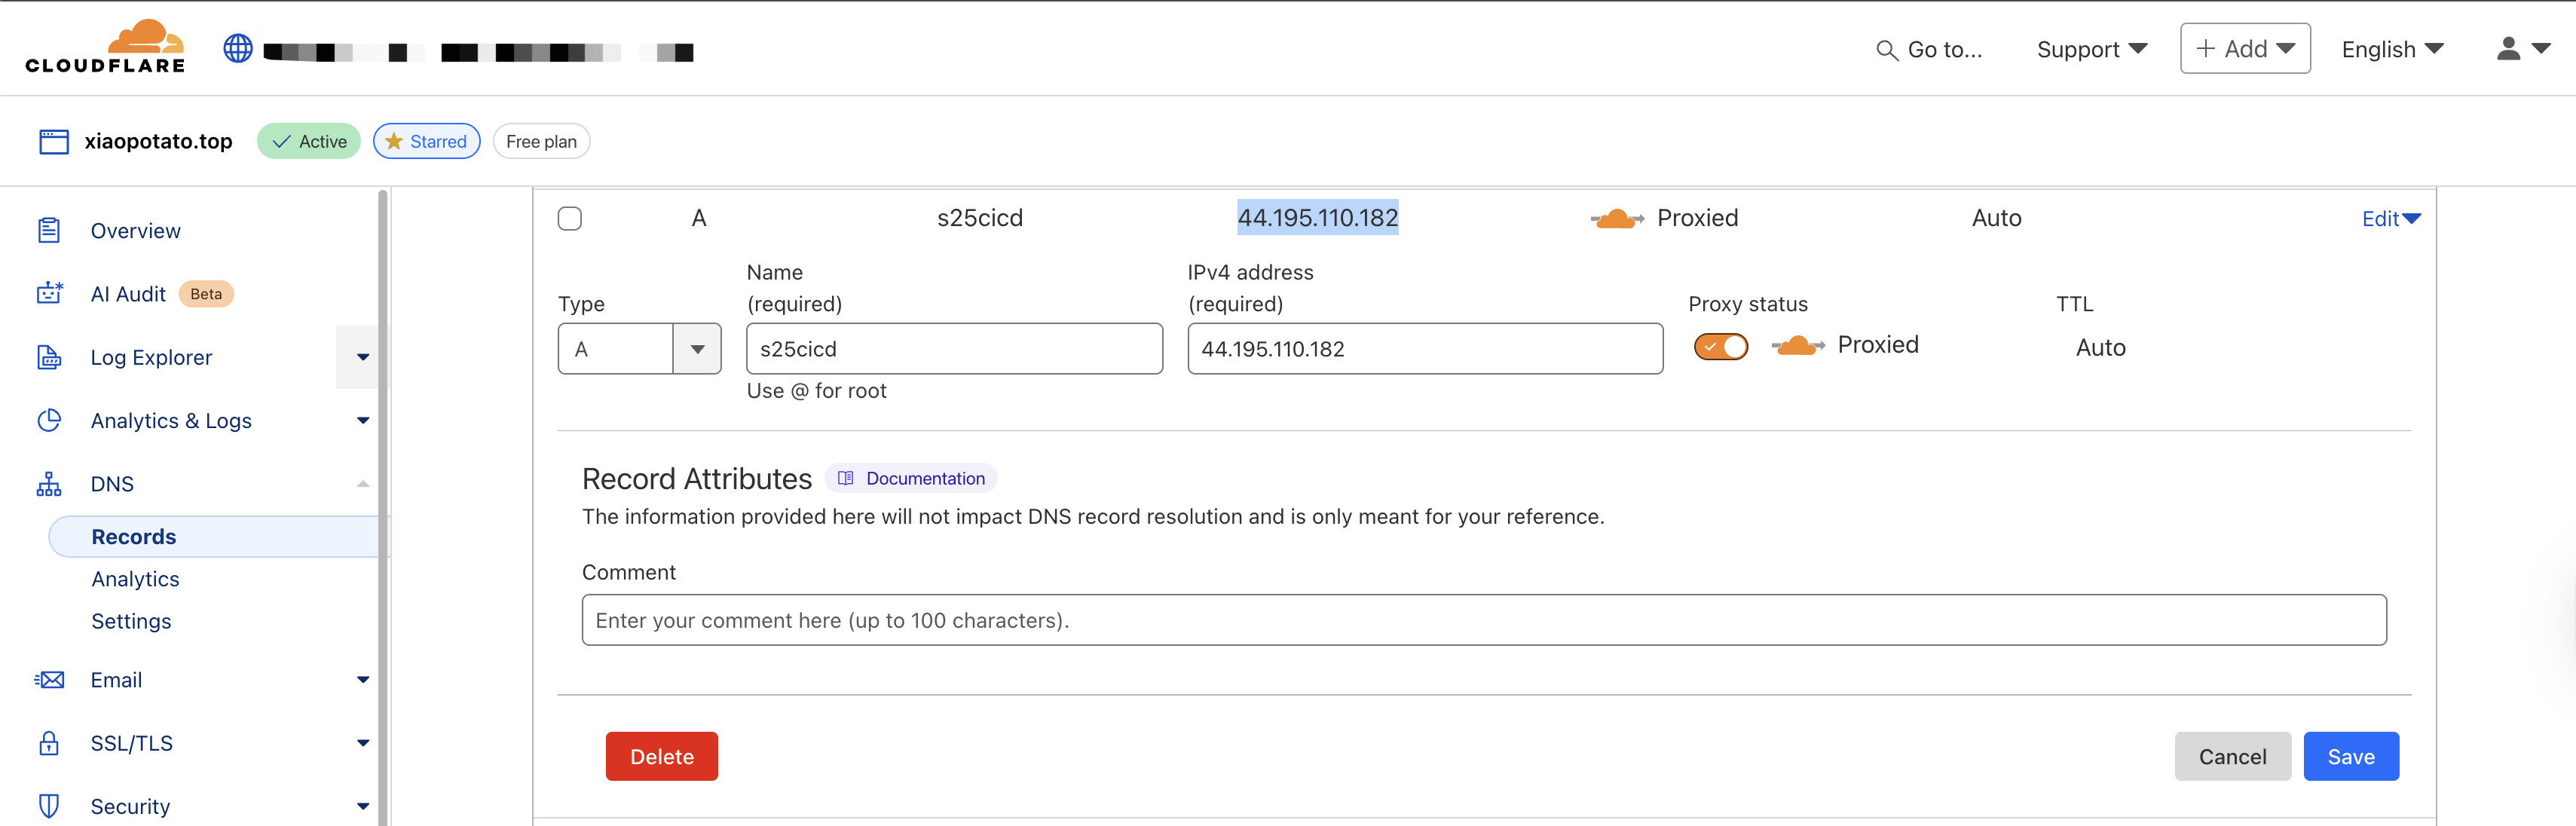 CLOUDFLARE
Go to...
Support
+ Add
English
xiaopotato.top
Active
Starred
Free plan
Overview
AI Audit Beta
Log Explorer
Analytics & Logs
DNS
Records
Analytics
Settings
Email
SSL/TLS
Security
A s25cicd 44.195.110.182 Proxied Auto Edit
Type
A
Name
(required)
s25cicd
Use @ for root
IPv4 address
(required)
44.195.110.182
Proxy status
Proxied
TTL
Auto
Record Attributes Documentation
The information provided here will not impact DNS record resolution and is only meant for your reference.
Comment
Enter your comment here (up to 100 characters).
Delete
Cancel
Save